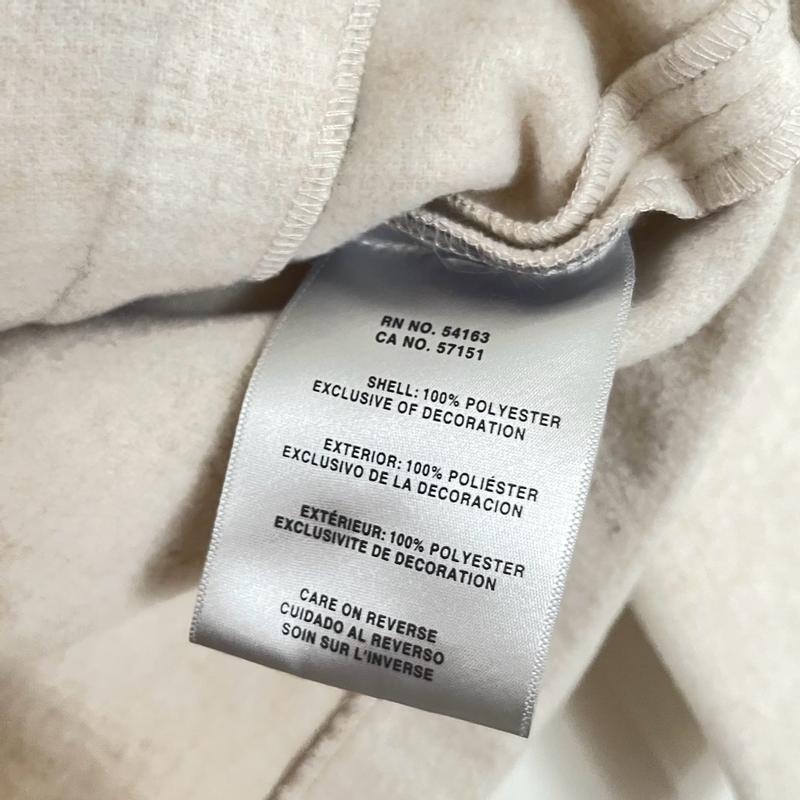 RN NO. 54163
CA NO. 57151
SHELL: 100% POLYESTER
EXCLUSIVE OF DECORATION
EXTERIOR: 100% POLIÉSTER
EXCLUSIVO DE LA DECORACION
EXTÉRIEUR: 100% POLYESTER
EXCLUSIVITE DE DECORATION
CARE ON REVERSE
CUIDADO AL REVERSO
SOIN SUR L'INVERSE